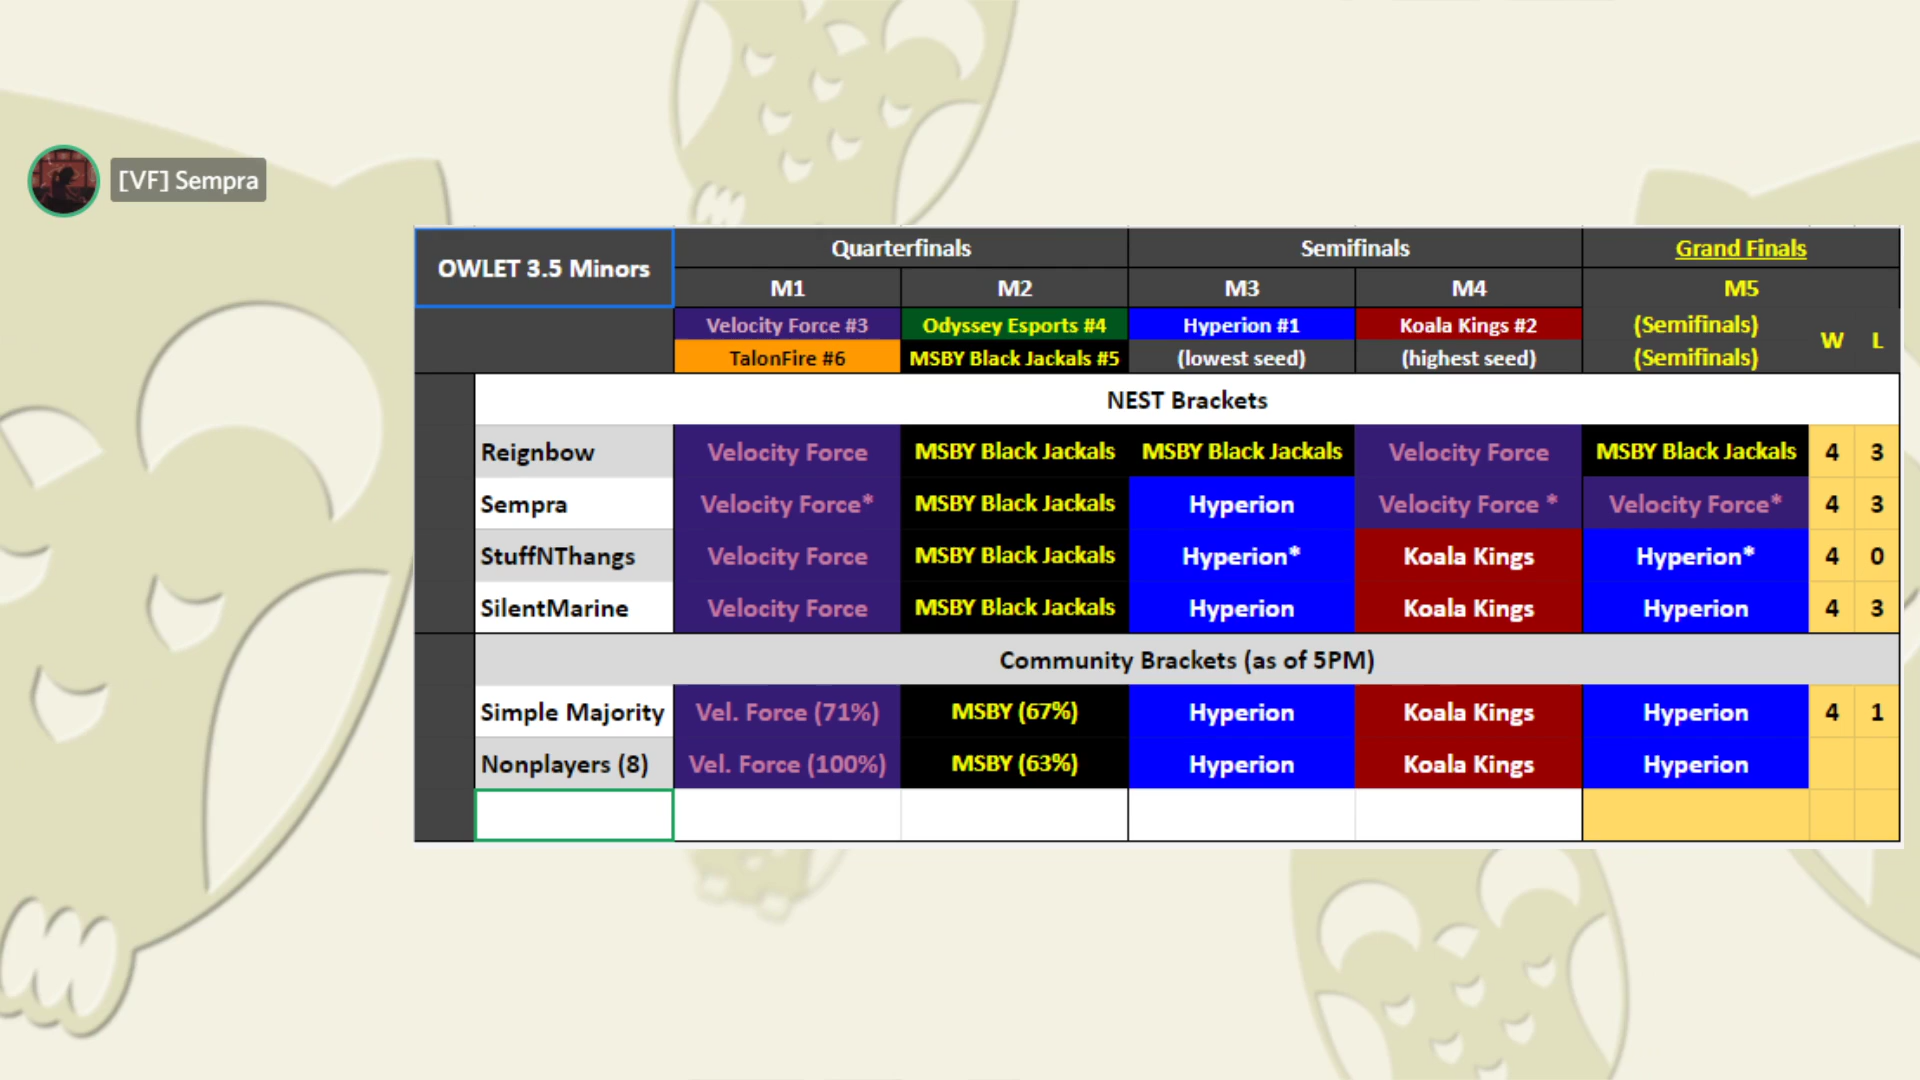 [VF] Sempra
OWLET 3.5 Minors
Quarterfinals Semifinals Grand Finals
M1 M2 M3 M4 M5
Velocity Force #3 Odyssey Esports #4 Hyperion #1 Koala Kings #2 (Semifinals) W L
TalonFire #6 MSBY Black Jackals #5 (lowest seed) (highest seed) (Semifinals)
NEST Brackets
Reignbow Velocity Force MSBY Black Jackals MSBY Black Jackals Velocity Force MSBY Black Jackals 4 3
Sempra Velocity Force* MSBY Black Jackals Hyperion Velocity Force * Velocity Force* 4 3
StuffNThangs Velocity Force MSBY Black Jackals Hyperion* Koala Kings Hyperion* 4 0
SilentMarine Velocity Force MSBY Black Jackals Hyperion Koala Kings Hyperion 4 3
Community Brackets (as of 5PM)
Simple Majority Vel. Force (71%) MSBY (67%) Hyperion Koala Kings Hyperion 4 1
Nonplayers (8) Vel. Force (100%) MSBY (63%) Hyperion Koala Kings Hyperion